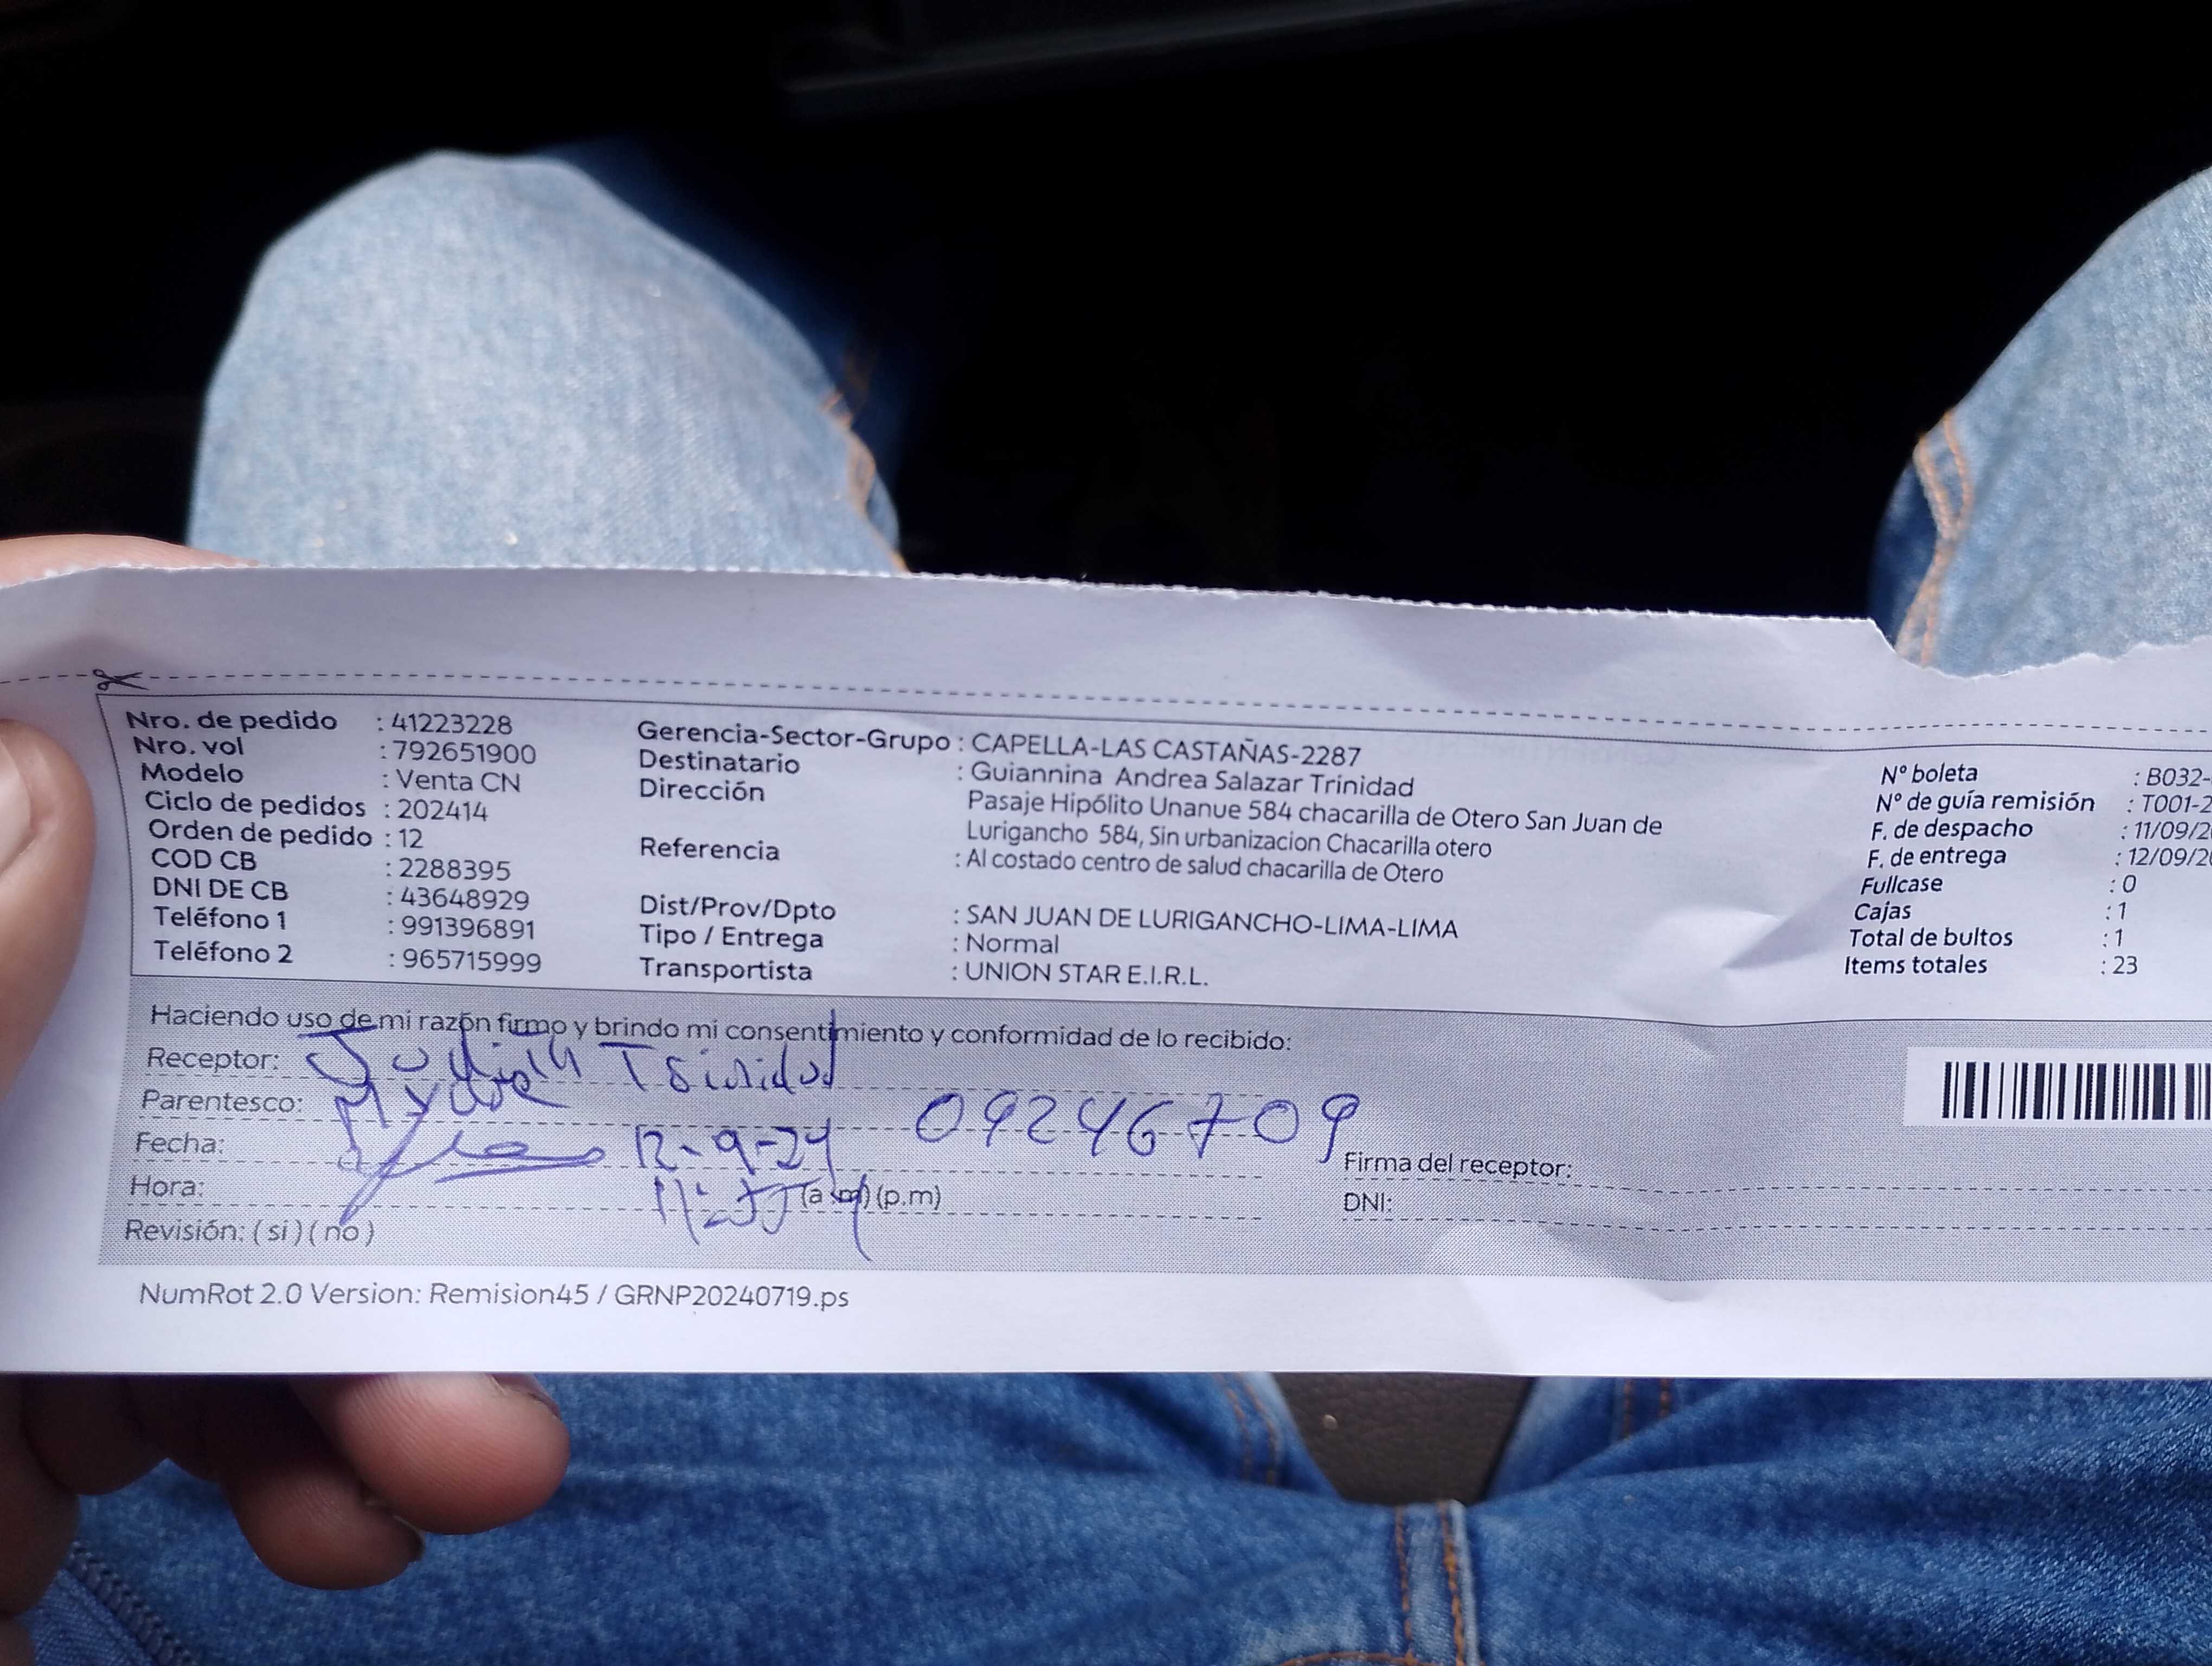 Nro. de pedido : 41223228
Nro. vol : 792651900
Modelo : Venta CN
Ciclo de pedidos : 202414
Orden de pedido : 12
COD CB : 2288395
DNI DE CB : 43648929
Teléfono 1 : 991396891
Teléfono 2 : 965715999
Gerencia-Sector-Grupo : CAPELLA-LAS CASTAÑAS-2287
Destinatario : Guiannina Andrea Salazar Trinidad
Dirección Pasaje Hipólito Unanue 584 chacarilla de Otero San Juan de
Lurigancho 584, Sin urbanizacion Chacarilla otero
Referencia : Al costado centro de salud chacarilla de Otero
Dist/Prov/Dpto : SAN JUAN DE LURIGANCHO-LIMA-LIMA
Tipo / Entrega : Normal
Transportista : UNION STAR E.I.R.L.
Nº boleta : B032-
Nº de guía remisión : T001-2
F. de despacho : 11/09/2
F. de entrega : 12/09/20
Fullcase : 0
Cajas : 1
Total de bultos : 1
Items totales : 23
Haciendo uso de mi razón firmo y brindo mi consentimiento y conformidad de lo recibido:
Receptor: Judith Trinidad
Parentesco: Madre
09246709
Fecha: 12-9-24
Hora: (a.m) (p.m)
Revisión: (si) (no)
Firma del receptor:
DNI:
NumRot 2.0 Version: Remision45 / GRNP20240719.ps